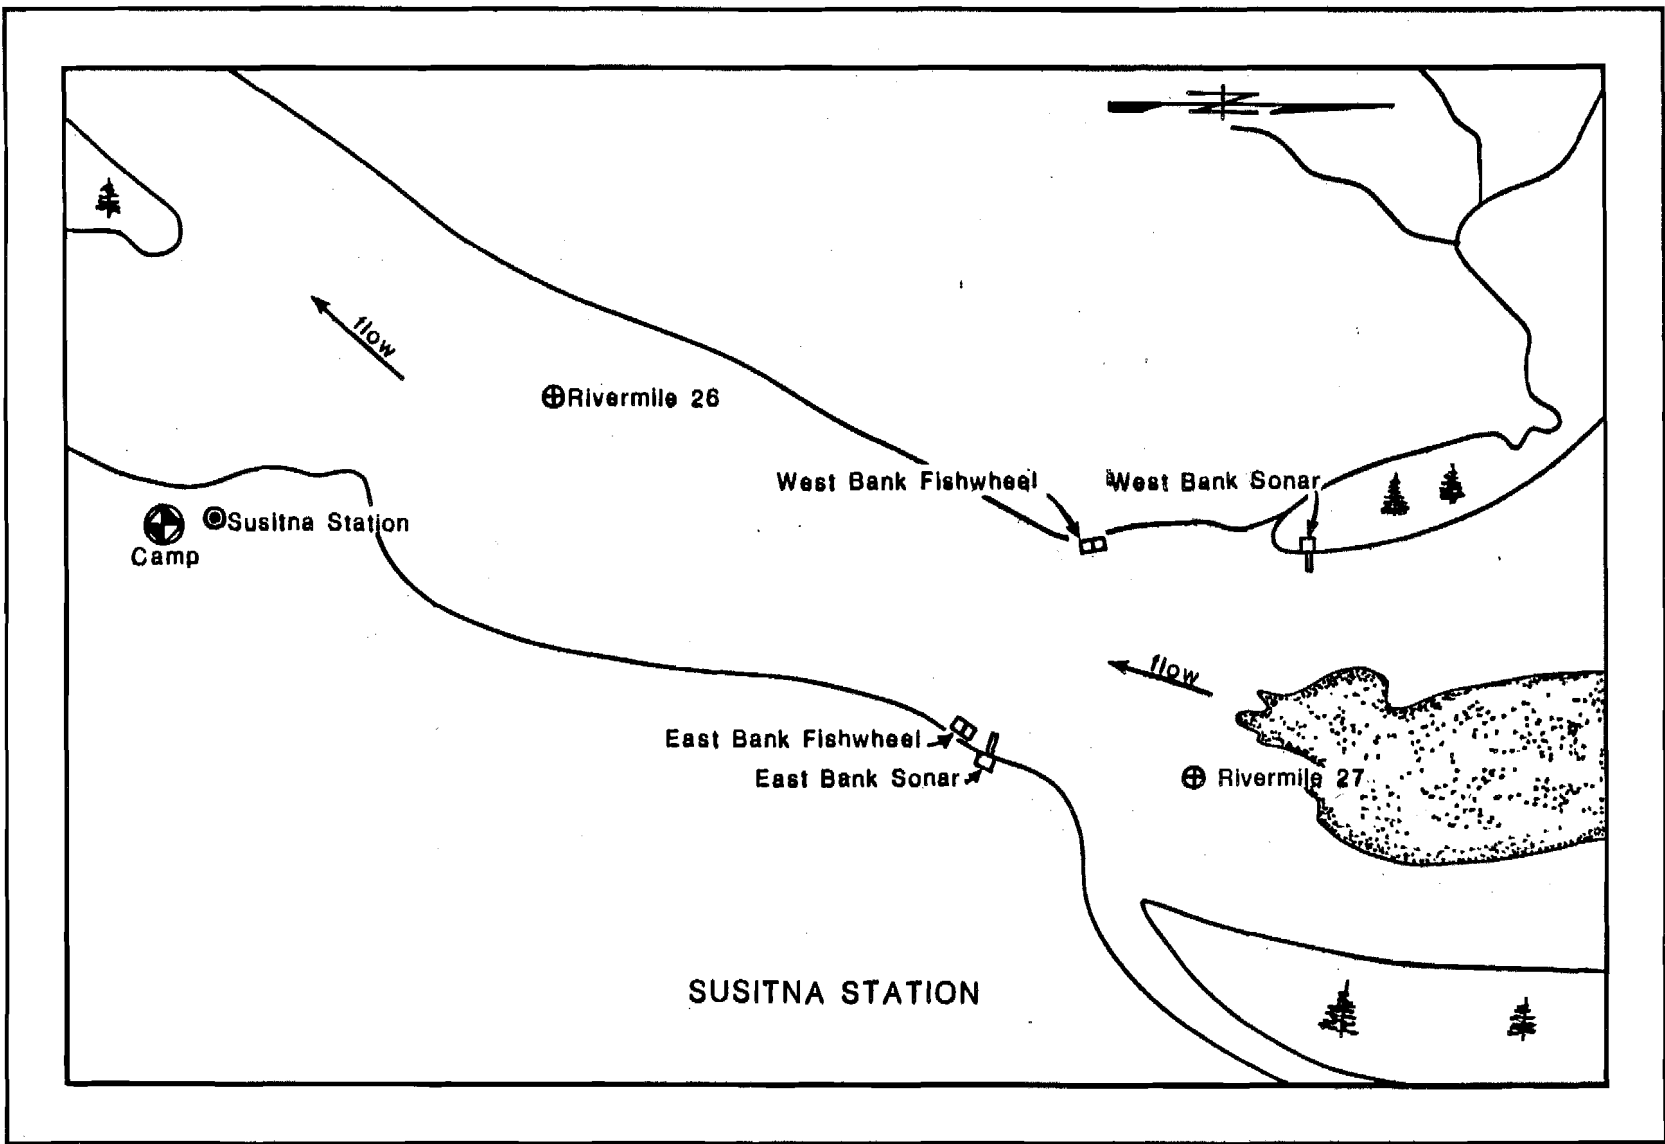 flow
Rivermile 26
West Bank Fishwheel
West Bank Sonar
Susitna Station
Camp
flow
East Bank Fishwheel
East Bank Sonar
Rivermile 27
SUSITNA STATION